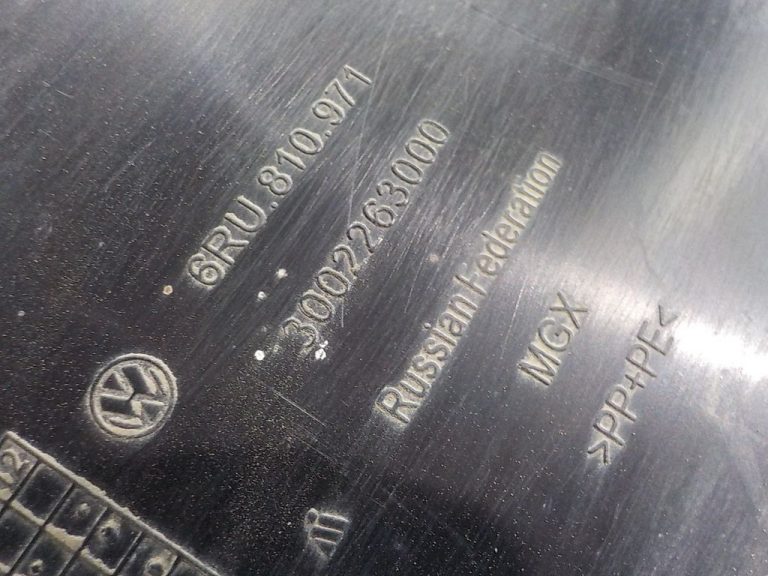 6RU.810.971
3002263000
Russian Federation
MGX
>PP+PE<